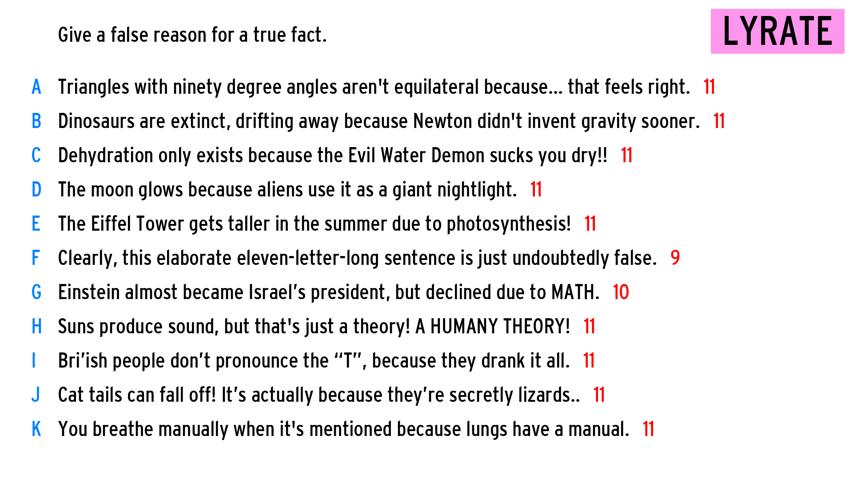 Give a false reason for a true fact.
LYRATE
A Triangles with ninety degree angles aren't equilateral because... that feels right. 11
B Dinosaurs are extinct, drifting away because Newton didn't invent gravity sooner. 11
C Dehydration only exists because the Evil Water Demon sucks you dry!! 11
D The moon glows because aliens use it as a giant nightlight. 11
E The Eiffel Tower gets taller in the summer due to photosynthesis! 11
F Clearly, this elaborate eleven-letter-long sentence is just undoubtedly false. 9
G Einstein almost became Israel’s president, but declined due to MATH. 10
H Suns produce sound, but that's just a theory! A HUMANY THEORY! 11
I Bri’ish people don’t pronounce the “T”, because they drank it all. 11
J Cat tails can fall off! It’s actually because they’re secretly lizards.. 11
K You breathe manually when it's mentioned because lungs have a manual. 11